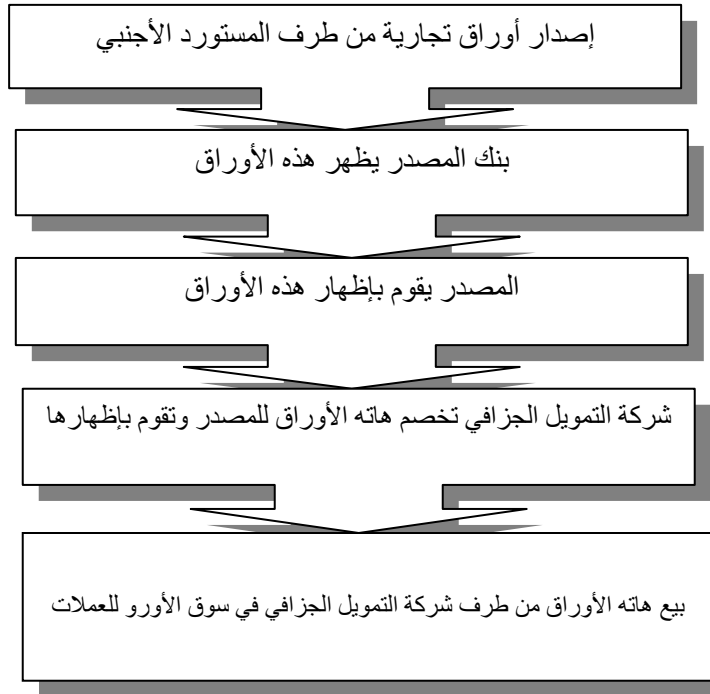 إصدار أوراق تجارية من طرف المستورد الأجنبي
بنك المصدر يظهر هذه الأوراق
المصدر يقوم بإظهار هذه الأوراق
شركة التمويل الجزافي تخصم هاته الأوراق للمصدر وتقوم بإظهارها
بيع هاته الأوراق من طرف شركة التمويل الجزافي في سوق الأورو للعملات